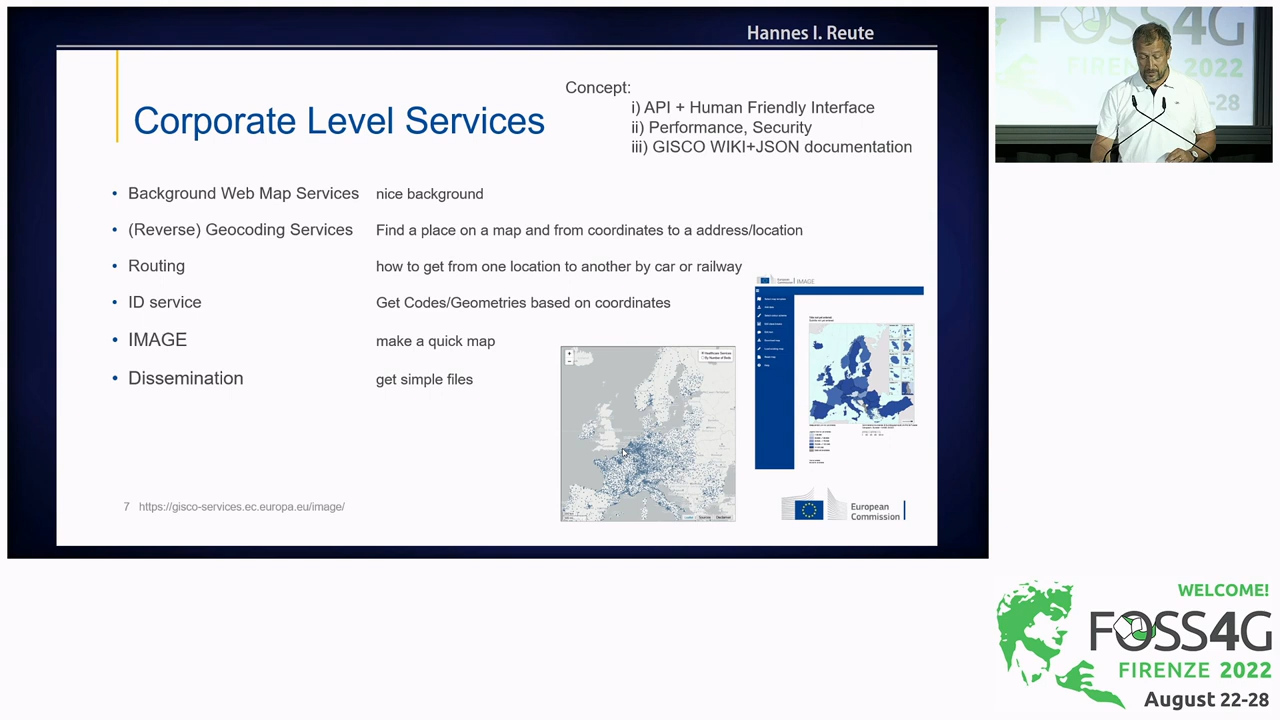 Hannes I. Reute
Corporate Level Services
Concept:
i) API + Human Friendly Interface
ii) Performance, Security
iii) GISCO WIKI+JSON documentation
• Background Web Map Services nice background
• (Reverse) Geocoding Services Find a place on a map and from coordinates to a address/location
• Routing how to get from one location to another by car or railway
• ID service Get Codes/Geometries based on coordinates
• IMAGE make a quick map
• Dissemination get simple files
IMAGE
7 https://gisco-services.ec.europa.eu/image/
European
Commission
FOSS4G
FIRENZE 2022
22-28
WELCOME!
FOSS4G
FIRENZE 2022
August 22-28